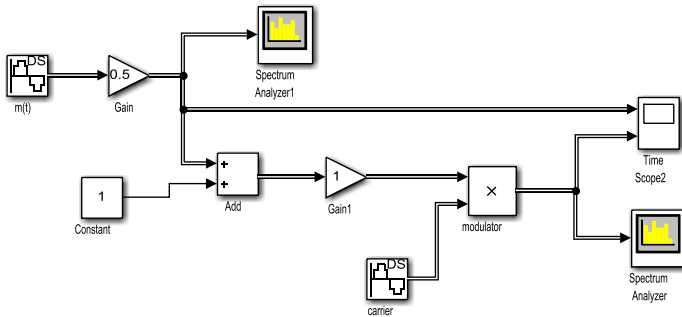 DS
m(t)
0.5
Gain
Spectrum
Analyzer1
Time
Scope2
1
Constant
+
+
Add
1
Gain1
×
modulator
DS
carrier
Spectrum
Analyzer